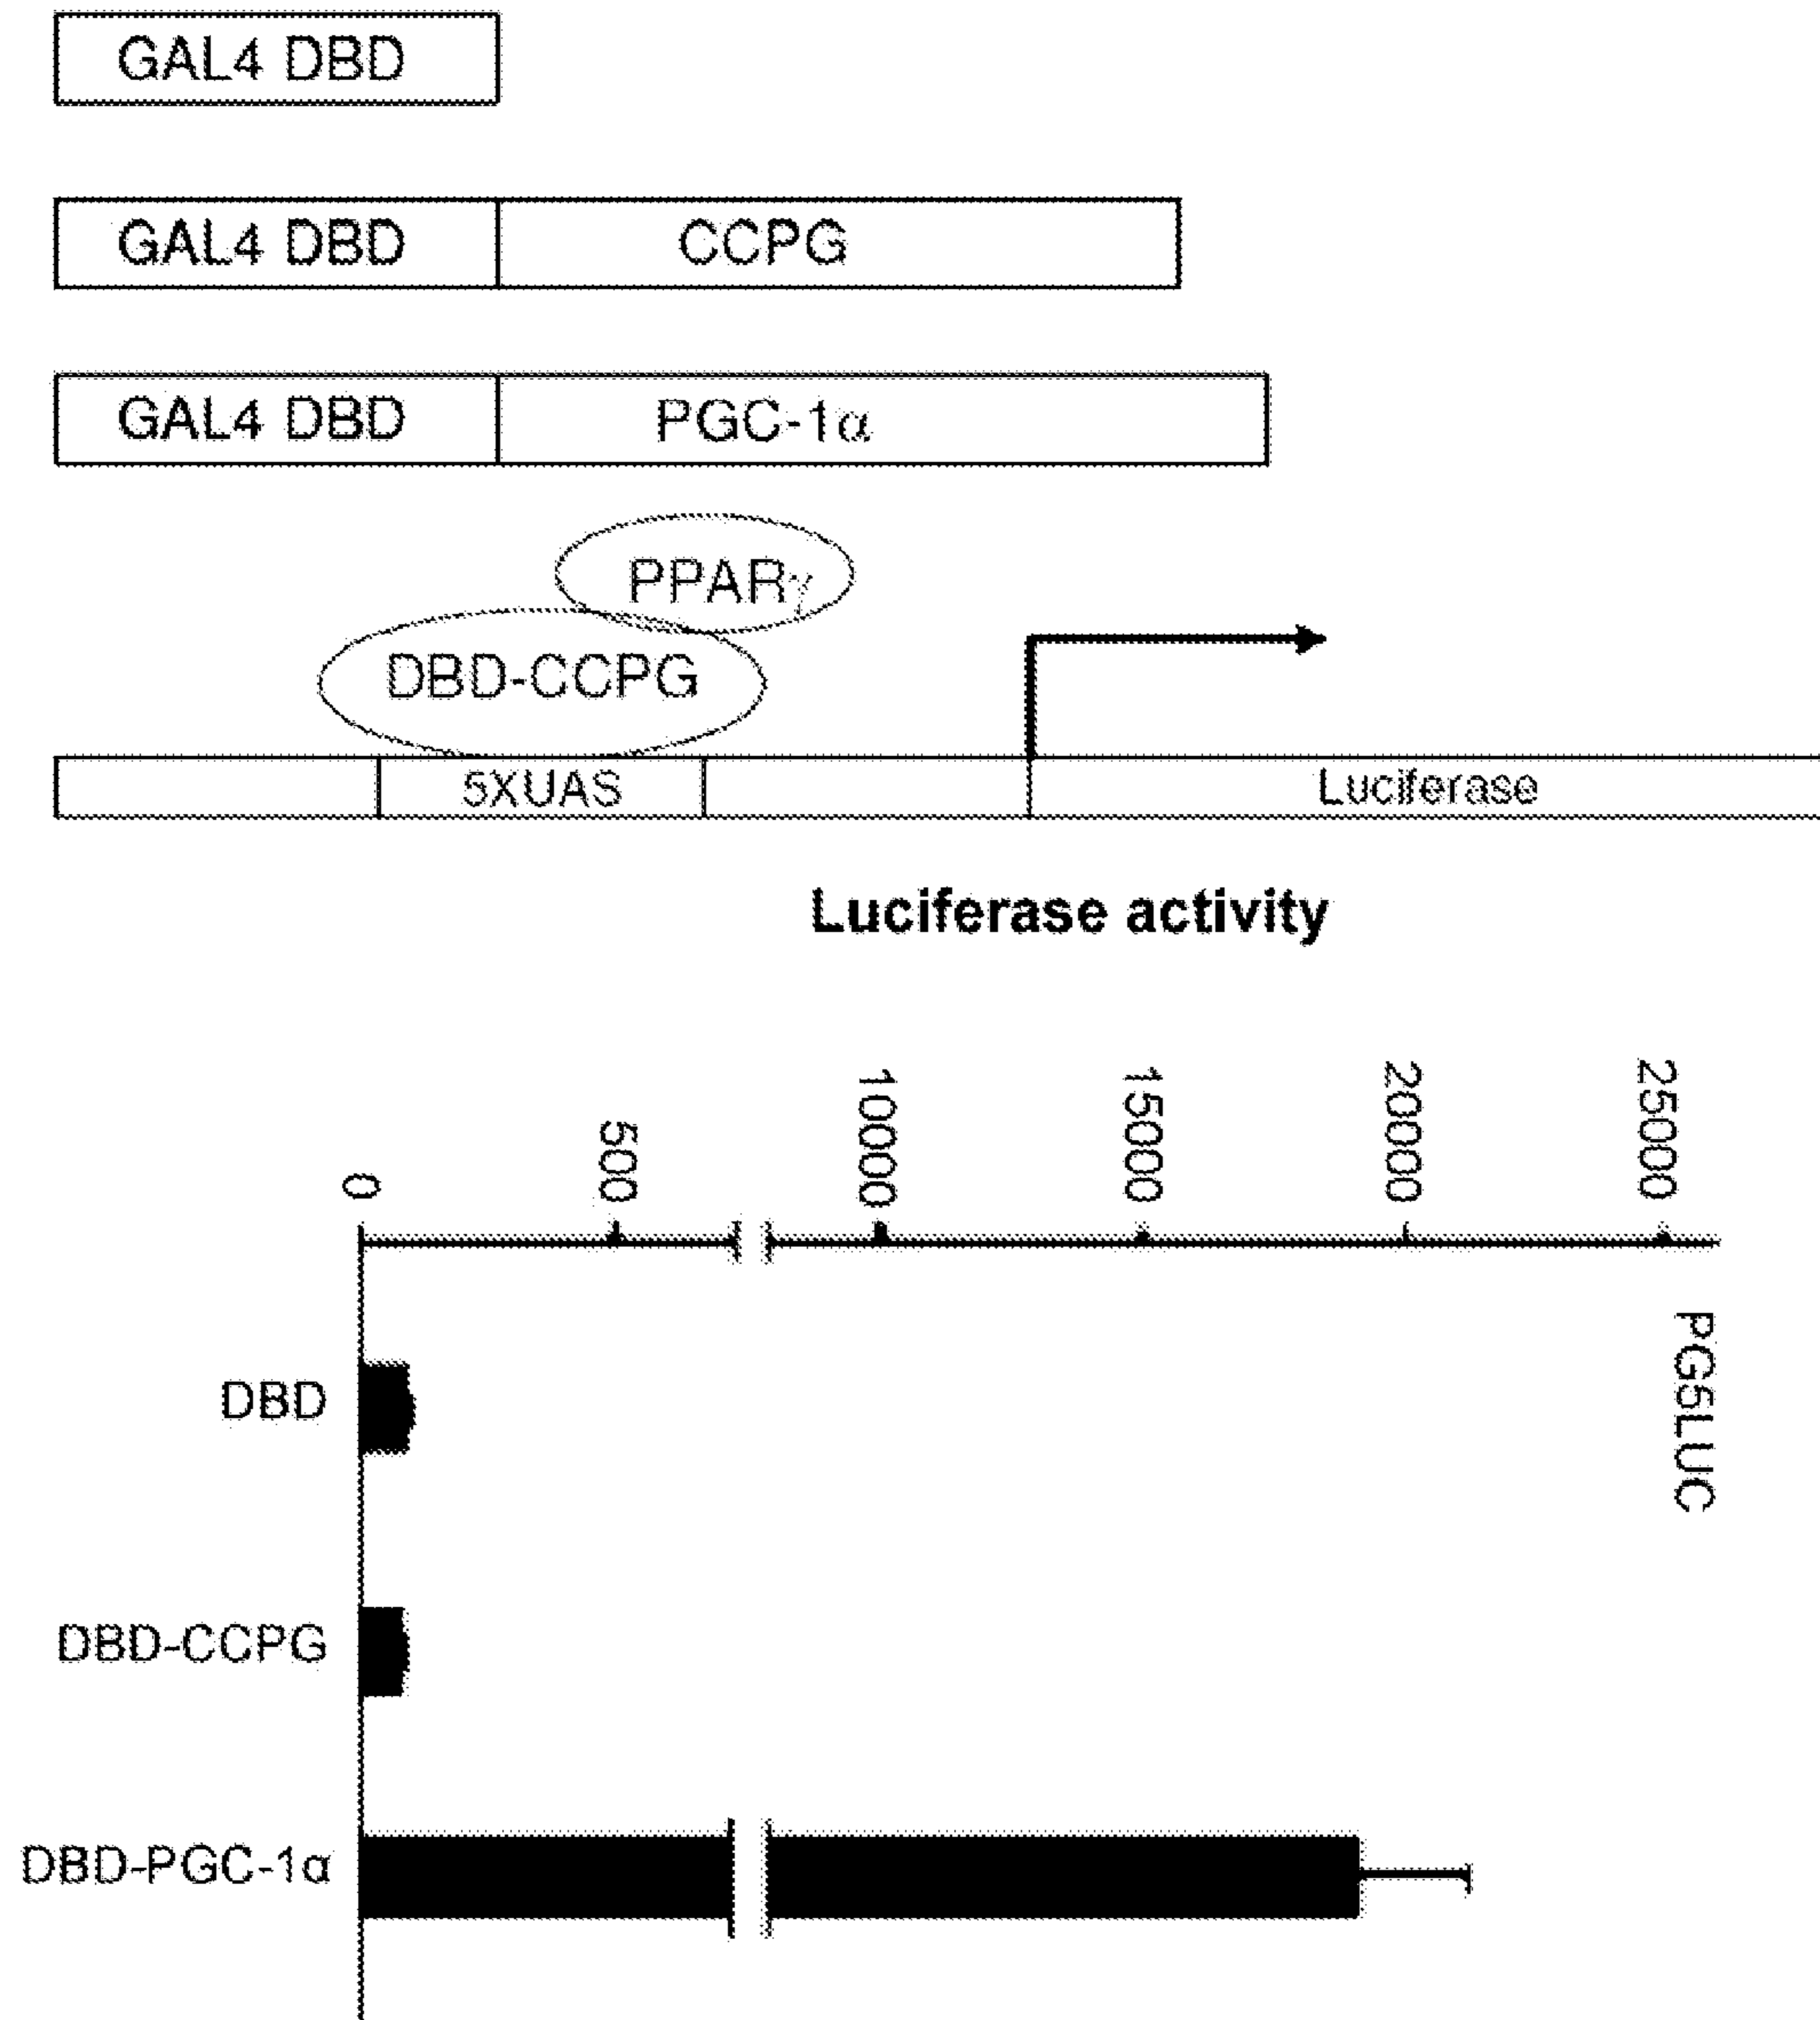 GAL4 DBD
GAL4 DBD CCPG
GAL4 DBD PGC-1α
PPARγ
DBD-CCPG
5XUAS Luciferase
Luciferase activity
0 500 10000 15000 20000 25000
PG5LUC
DBD
DBD-CCPG
DBD-PGC-1α